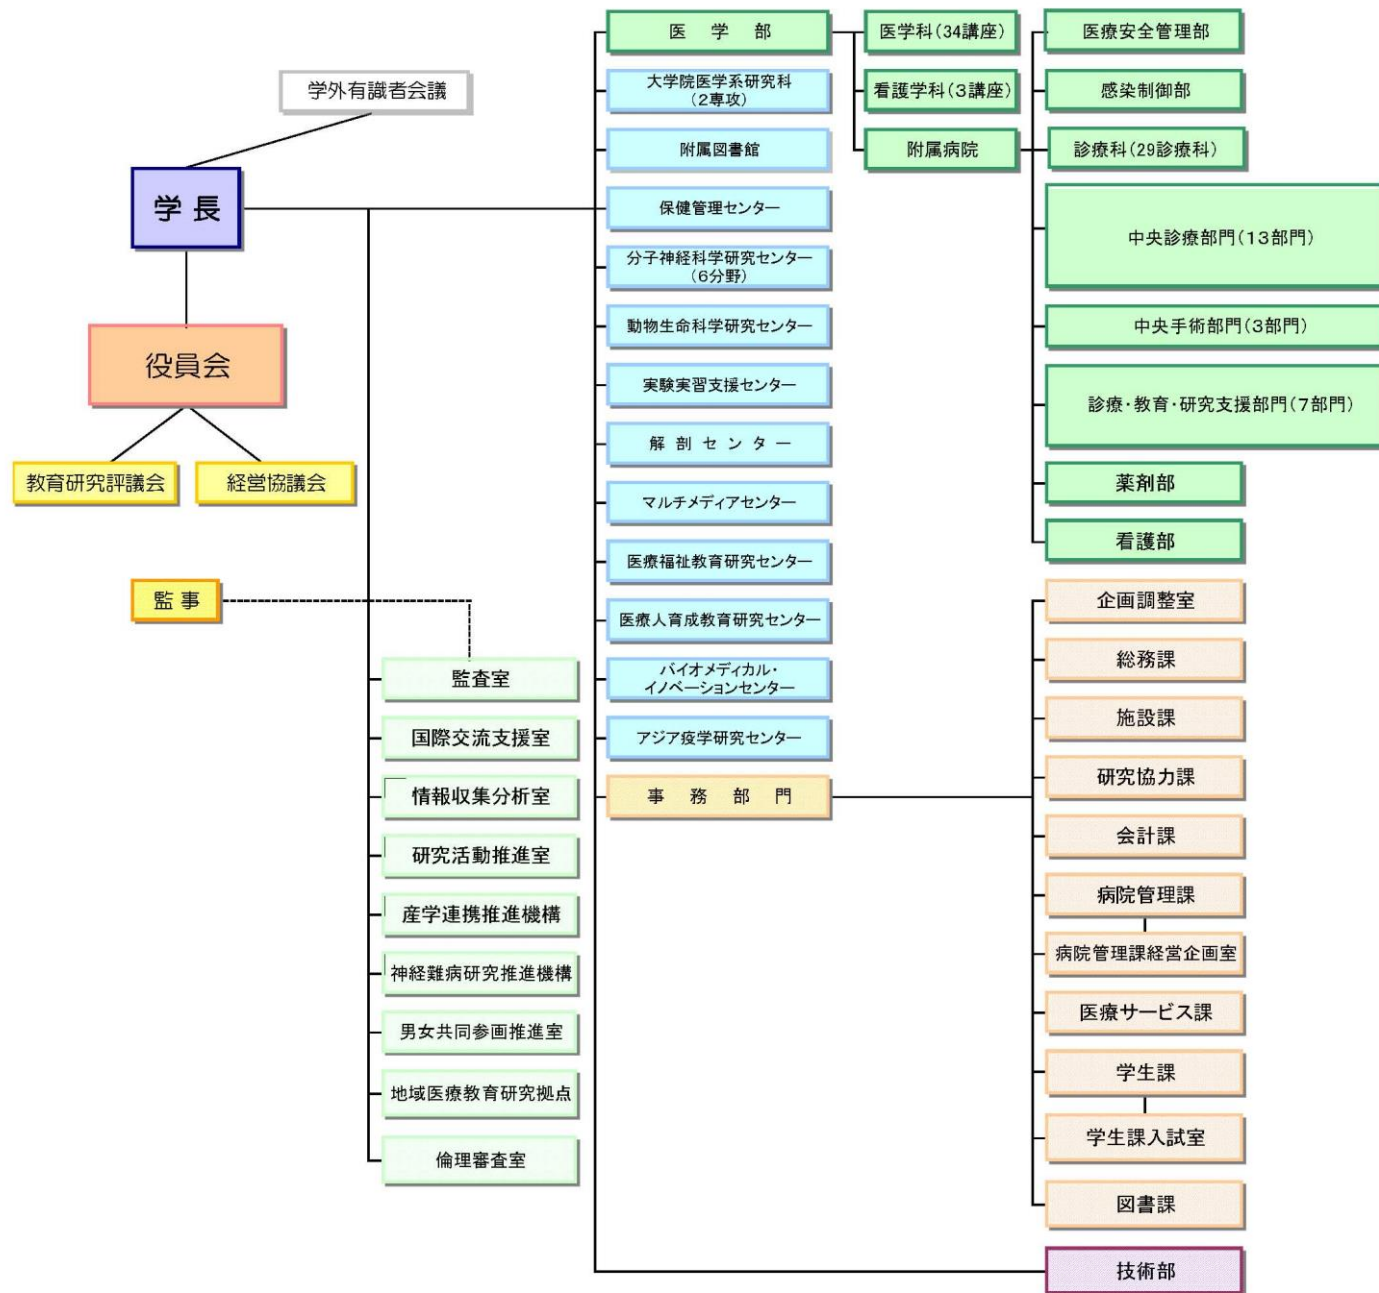 学外有識者会議
学長
役員会
教育研究評議会
経営協議会
監事
監査室
国際交流支援室
情報収集分析室
研究活動推進室
産学連携推進機構
神経難病研究推進機構
男女共同参画推進室
地域医療教育研究拠点
倫理審査室
医学部
大学院医学系研究科
(2専攻)
附属図書館
保健管理センター
分子神経科学研究センター
(6分野)
動物生命科学研究センター
実験実習支援センター
解剖センター
マルチメディアセンター
医療福祉教育研究センター
医療人育成教育研究センター
バイオメディカル・
イノベーションセンター
アジア疫学研究センター
事務部門
医学科(34講座)
看護学科(3講座)
附属病院
医療安全管理部
感染制御部
診療科(29診療科)
中央診療部門(13部門)
中央手術部門(3部門)
診療・教育・研究支援部門(7部門)
薬剤部
看護部
企画調整室
総務課
施設課
研究協力課
会計課
病院管理課
病院管理課経営企画室
医療サービス課
学生課
学生課入試室
図書課
技術部